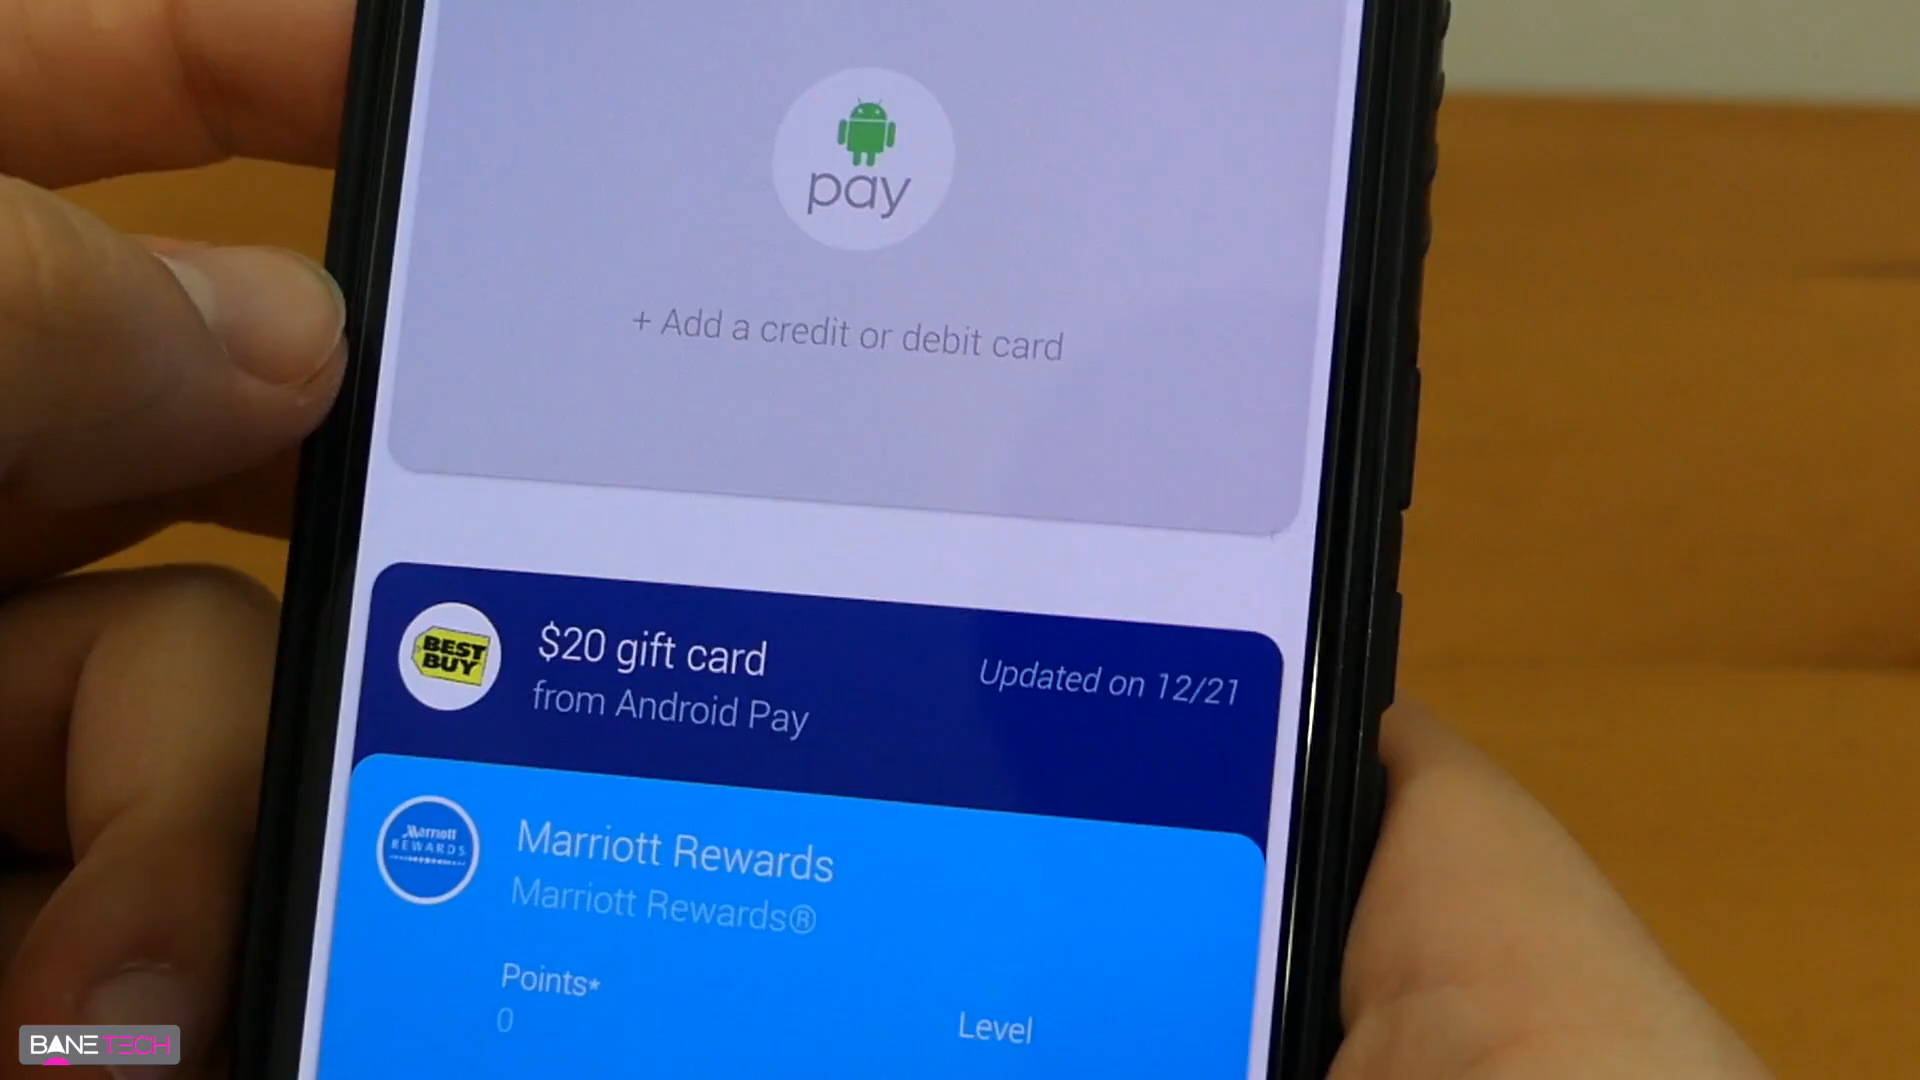 pay
+ Add a credit or debit card
BEST
BUY
$20 gift card
from Android Pay
Updated on 12/21
Marriott
REWARDS
Marriott Rewards
Marriott Rewards®
Points*
0
Level
BANETECH